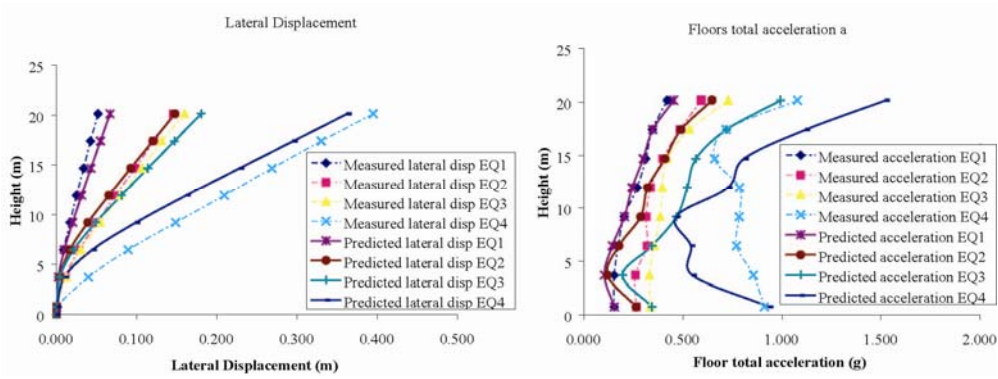 Lateral Displacement
25
20
15
10
5
0
Height (m)
Measured lateral disp EQ1
Measured lateral disp EQ2
Measured lateral disp EQ3
Measured lateral disp EQ4
Predicted lateral disp EQ1
Predicted lateral disp EQ2
Predicted lateral disp EQ3
Predicted lateral disp EQ4
0.000 0.100 0.200 0.300 0.400 0.500
Lateral Displacement (m)
Floors total acceleration a
25
20
15
10
5
0
Height (m)
Measured acceleration EQ1
Measured acceleration EQ2
Measured acceleration EQ3
Measured acceleration EQ4
Predicted acceleration EQ1
Predicted acceleration EQ2
Predicted acceleration EQ3
Predicted acceleration EQ4
0.000 0.500 1.000 1.500 2.000
Floor total acceleration (g)